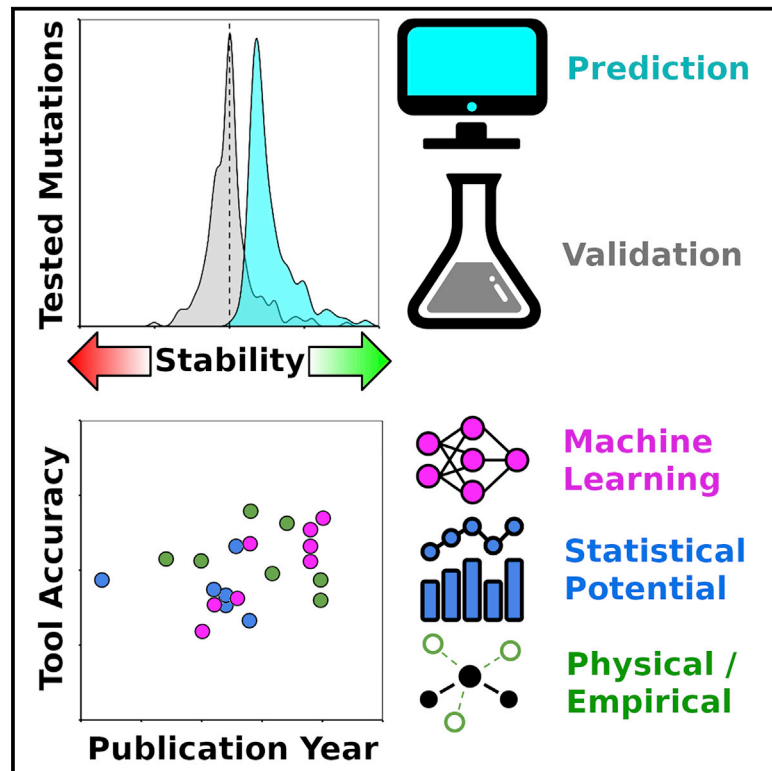 Tested Mutations
Stability
Prediction
Validation
Tool Accuracy
Publication Year
Machine
Learning
Statistical
Potential
Physical /
Empirical